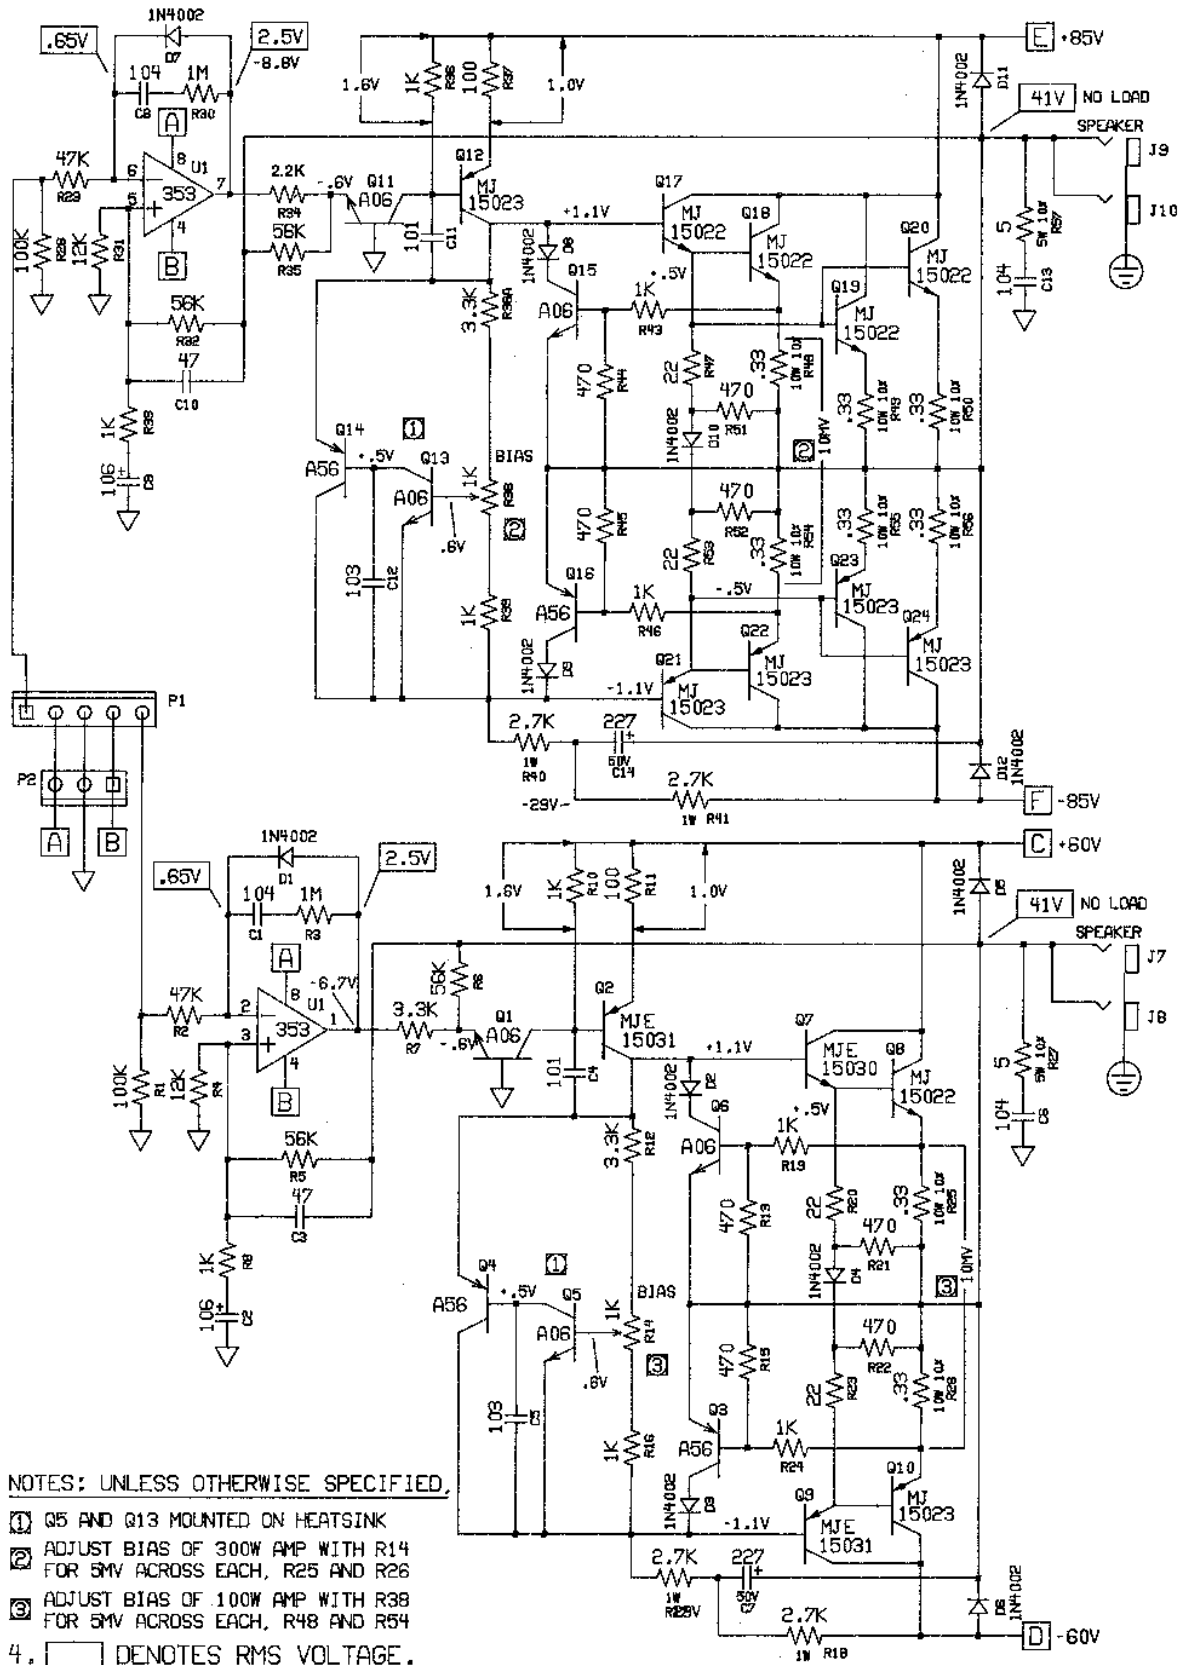 1N4002
.65V
D7
2.5V
-8.8V
104
1M
C8
R30
A
8
U1
47K
R29
6
5
353
7
4
B
100K
R28
12K
R31
56K
R32
47
C10
1K
R33
106
+
C9
2.2K
R34
56K
R35
-.6V
Q11
A06
1.6V
1K
R36
100
R37
1.0V
Q12
MJ
15023
101
C11
3.3K
R36A
+1.1V
1N4002
D8
Q15
A06
Q17
MJ
15022
Q18
MJ
15022
+.5V
1K
R43
Q19
MJ
15022
Q20
MJ
15022
E
+85V
1N4002
D11
41V
NO LOAD
SPEAKER
J9
J10
5
5W 10%
R57
104
C13
470
R44
22
R47
470
R51
1N4002
D10
.33
10W 10%
R48
10MV
2
.33
10W 10%
R49
.33
10W 10%
R50
Q14
A56
+.5V
1
Q13
A06
.6V
BIAS
1K
R38
2
103
C12
1K
R39
470
R45
470
R52
22
R53
.33
10W 10%
R54
.33
10W 10%
R55
.33
10W 10%
R56
Q16
A56
1K
R46
-.5V
Q23
MJ
15023
Q24
MJ
15023
1N4002
D9
-1.1V
Q21
MJ
15023
Q22
MJ
15023
P1
P2
A
B
2.7K
1W
R40
227
+
50V
C14
-29V-
2.7K
1W R41
D12
1N4002
F
-85V
1N4002
D1
.65V
2.5V
104
1M
C1
R3
A
8
U1
-6.7V
47K
R2
2
3
353
1
4
B
100K
R1
12K
R4
56K
R5
47
C3
1K
R8
106
+
C2
56K
R6
3.3K
R7
-.6V
Q1
A06
1.6V
1K
R10
100
R11
1.0V
C
+60V
1N4002
D5
41V
NO LOAD
SPEAKER
J7
J8
Q2
MJE
15031
101
C4
3.3K
R12
+1.1V
1N4002
D2
Q6
A06
Q7
MJE
15030
Q8
MJ
15022
+.5V
1K
R19
5
5W 10%
R27
104
C6
470
R13
22
R20
470
R21
1N4002
D4
.33
10W 10%
R25
10MV
3
Q4
A56
+.5V
1
Q5
A06
.6V
BIAS
1K
R14
3
103
C5
1K
R16
470
R15
470
R22
22
R23
.33
10W 10%
R26
Q3
A56
1K
R24
1N4002
D3
-1.1V
Q9
MJE
15031
Q10
MJ
15023
2.7K
1W
227
+
50V
C7
2.7K
1W R18
D6
1N4002
D
-60V
NOTES: UNLESS OTHERWISE SPECIFIED.
1 Q5 AND Q13 MOUNTED ON HEATSINK
2 ADJUST BIAS OF 300W AMP WITH R14
FOR 5MV ACROSS EACH, R25 AND R26
3 ADJUST BIAS OF 100W AMP WITH R38
FOR 5MV ACROSS EACH, R48 AND R54
4. DENOTES RMS VOLTAGE.